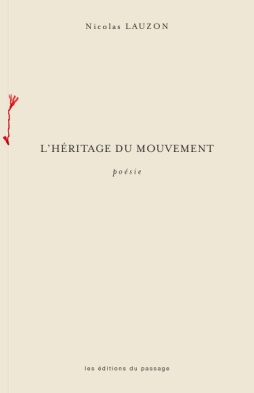 Nicolas LAUZON
L'HÉRITAGE DU MOUVEMENT
poésie
les éditions du passage